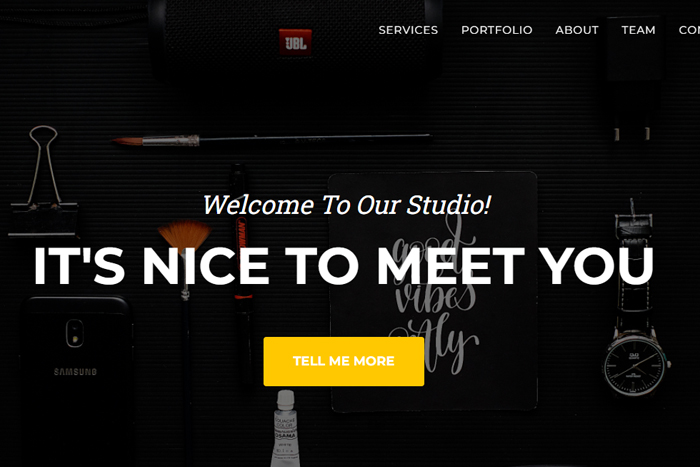 JBL
SERVICES PORTFOLIO ABOUT TEAM
Welcome To Our Studio!
IT'S NICE TO MEET YOU
good
vibes
only
TELL ME MORE
SAMSUNG